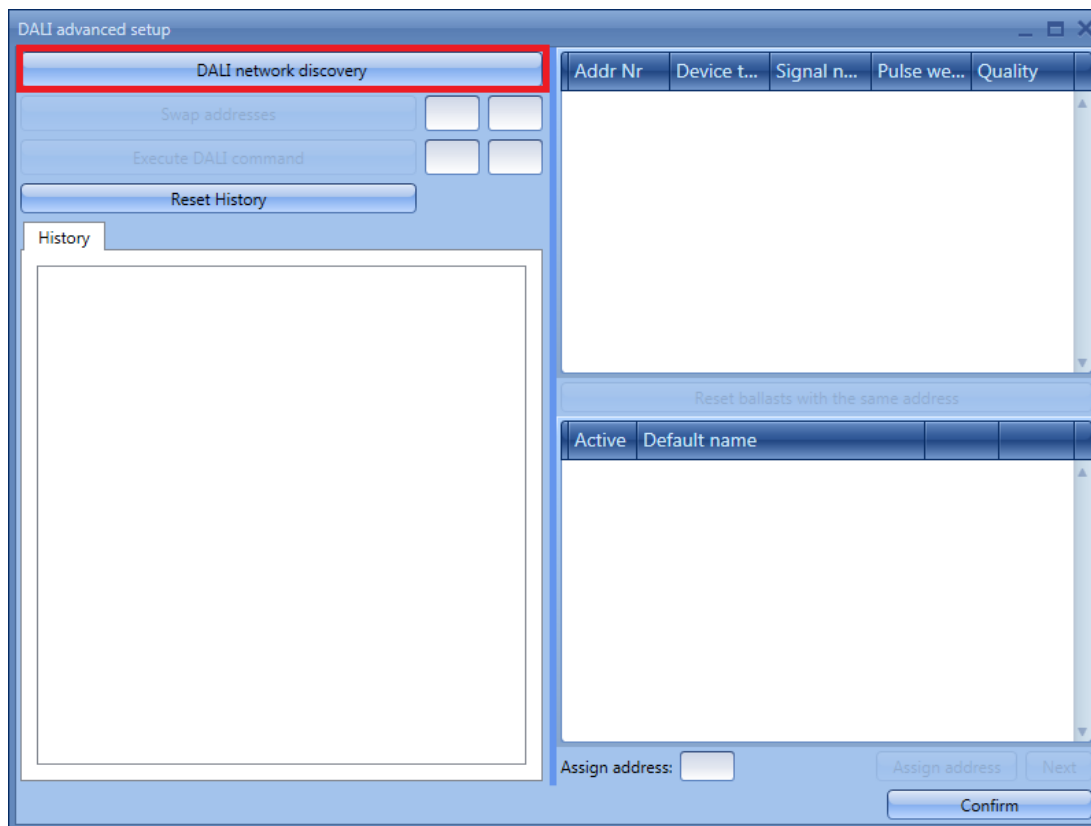 DALI advanced setup
DALI network discovery
Swap addresses
Execute DALI command
Reset History
History
Addr Nr Device t... Signal n... Pulse we... Quality
Reset ballasts with the same address
Active Default name
Assign address: Assign address Next
Confirm